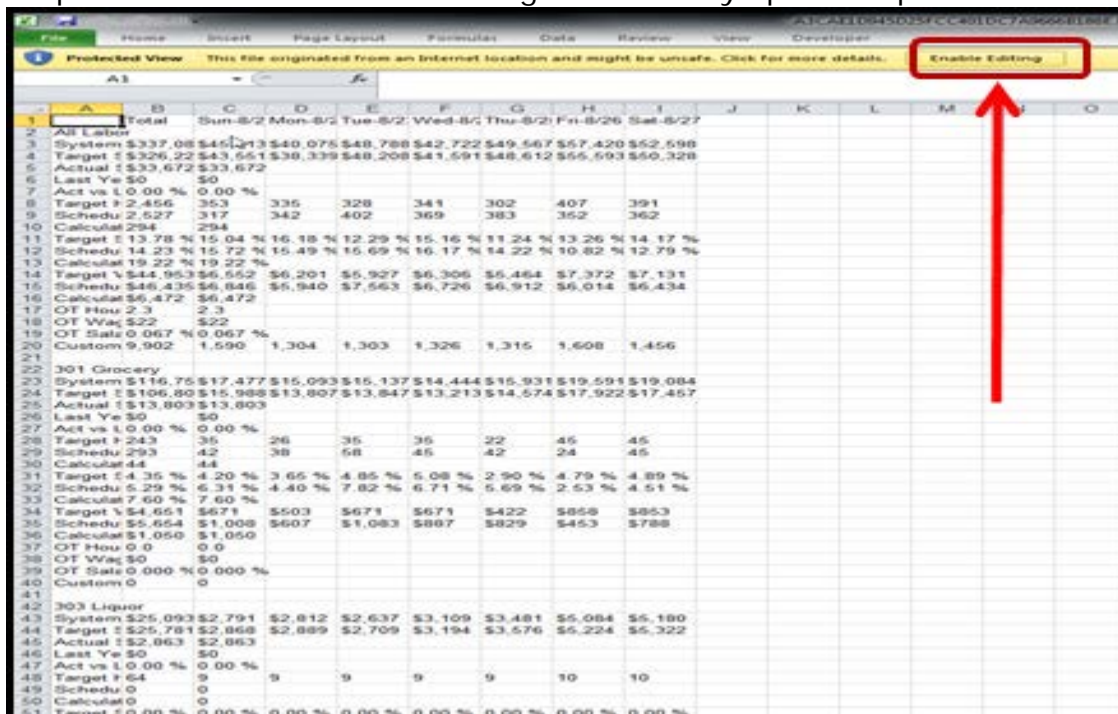 File Home Insert Page Layout Formulas Data Review View Developer
Protected View This file originated from an Internet location and might be unsafe. Click for more details. Enable Editing
A1 fx
A B C D E F G H I J K L M N O
1 Total Sun-8/2 Mon-8/2 Tue-8/2 Wed-8/2 Thu-8/2 Fri-8/26 Sat-8/27
2 All Labor
3 System $337,08 $40,075 $48,788 $42,722 $49,567 $57,420 $52,598
4 Target $326,22 $43,551 $38,339 $48,208 $41,591 $48,612 $55,593 $50,328
5 Actual $33,672 $33,672
6 Last Ye $0 $0
7 Act vs L 0.00 % 0.00 %
8 Target H 2,456 353 335 328 341 302 407 391
9 Schedu 2,527 317 342 402 369 383 352 362
10 Calculat 294 294
11 Target 13.78 % 15.04 % 16.18 % 12.29 % 15.16 % 11.24 % 13.26 % 14.17 %
12 Schedu 14.23 % 15.72 % 15.49 % 15.69 % 16.17 % 14.22 % 10.82 % 12.79 %
13 Calculat 19.22 % 19.22 %
14 Target $44,953 $6,552 $6,201 $5,927 $6,306 $5,464 $7,372 $7,131
15 Schedu $46,435 $6,846 $5,940 $7,563 $6,726 $6,912 $6,014 $6,434
16 Calculat $6,472 $6,472
17 OT Hou 2.3 2.3
18 OT Wag $22 $22
19 OT Sale 0.067 % 0.067 %
20 Custom 9,902 1,590 1,304 1,303 1,326 1,315 1,608 1,456
21
22 301 Grocery
23 System $116,75 $17,477 $15,093 $15,137 $14,444 $15,931 $19,591 $19,084
24 Target $106,80 $15,988 $13,807 $13,847 $13,213 $14,574 $17,922 $17,457
25 Actual $13,803 $13,803
26 Last Ye $0 $0
27 Act vs L 0.00 % 0.00 %
28 Target H 243 35 26 35 35 22 45 45
29 Schedu 293 42 38 58 45 42 24 45
30 Calculat 44 44
31 Target 4.35 % 4.20 % 3.65 % 4.85 % 5.08 % 2.90 % 4.79 % 4.89 %
32 Schedu 5.29 % 6.31 % 4.40 % 7.82 % 6.71 % 5.69 % 2.53 % 4.51 %
33 Calculat 7.60 % 7.60 %
34 Target $4,651 $671 $503 $671 $671 $422 $858 $853
35 Schedu $5,654 $1,008 $607 $1,083 $887 $829 $453 $788
36 Calculat $1,050 $1,050
37 OT Hou 0.0 0.0
38 OT Wag $0 $0
39 OT Sale 0.000 % 0.000 %
40 Custom 0 0
41
42 303 Liquor
43 System $25,093 $2,791 $2,812 $2,637 $3,109 $3,481 $5,084 $5,180
44 Target $25,781 $2,868 $2,889 $2,709 $3,194 $3,576 $5,224 $5,322
45 Actual $2,863 $2,863
46 Last Ye $0 $0
47 Act vs L 0.00 % 0.00 %
48 Target H 64 9 9 9 9 9 10 10
49 Schedu 0 0
50 Calculat 0 0
51 Target 0.00 % 0.00 % 0.00 % 0.00 % 0.00 % 0.00 % 0.00 % 0.00 %